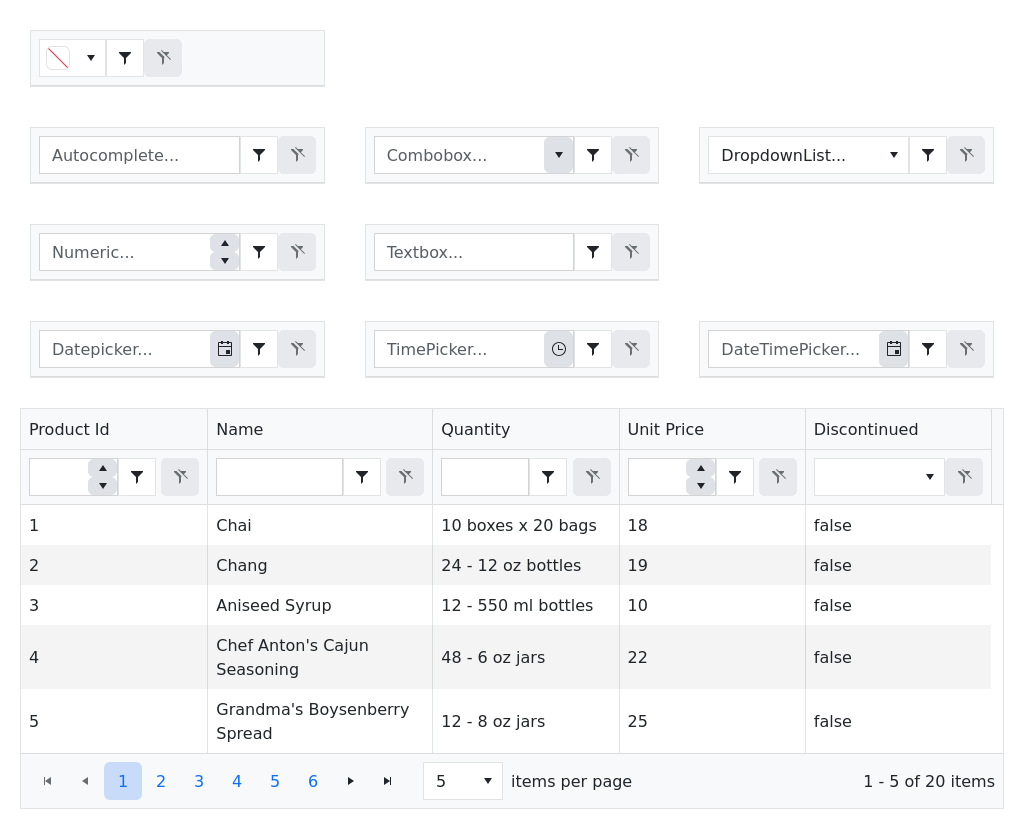 Autocomplete... Combobox... DropdownList...
Numeric... Textbox...
Datepicker... TimePicker... DateTimePicker...
Product Id Name Quantity Unit Price Discontinued
1 Chai 10 boxes x 20 bags 18 false
2 Chang 24 - 12 oz bottles 19 false
3 Aniseed Syrup 12 - 550 ml bottles 10 false
4 Chef Anton's Cajun Seasoning 48 - 6 oz jars 22 false
5 Grandma's Boysenberry Spread 12 - 8 oz jars 25 false
1 2 3 4 5 6 5 items per page 1 - 5 of 20 items